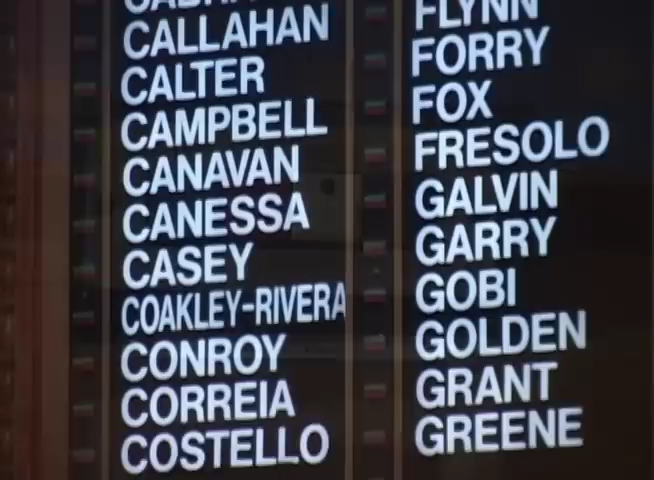 CALLAHAN
CALTER
CAMPBELL
CANAVAN
CANESSA
CASEY
COAKLEY-RIVERA
CONROY
CORREIA
COSTELLO
FLYNN
FORRY
FOX
FRESOLO
GALVIN
GARRY
GOBI
GOLDEN
GRANT
GREENE